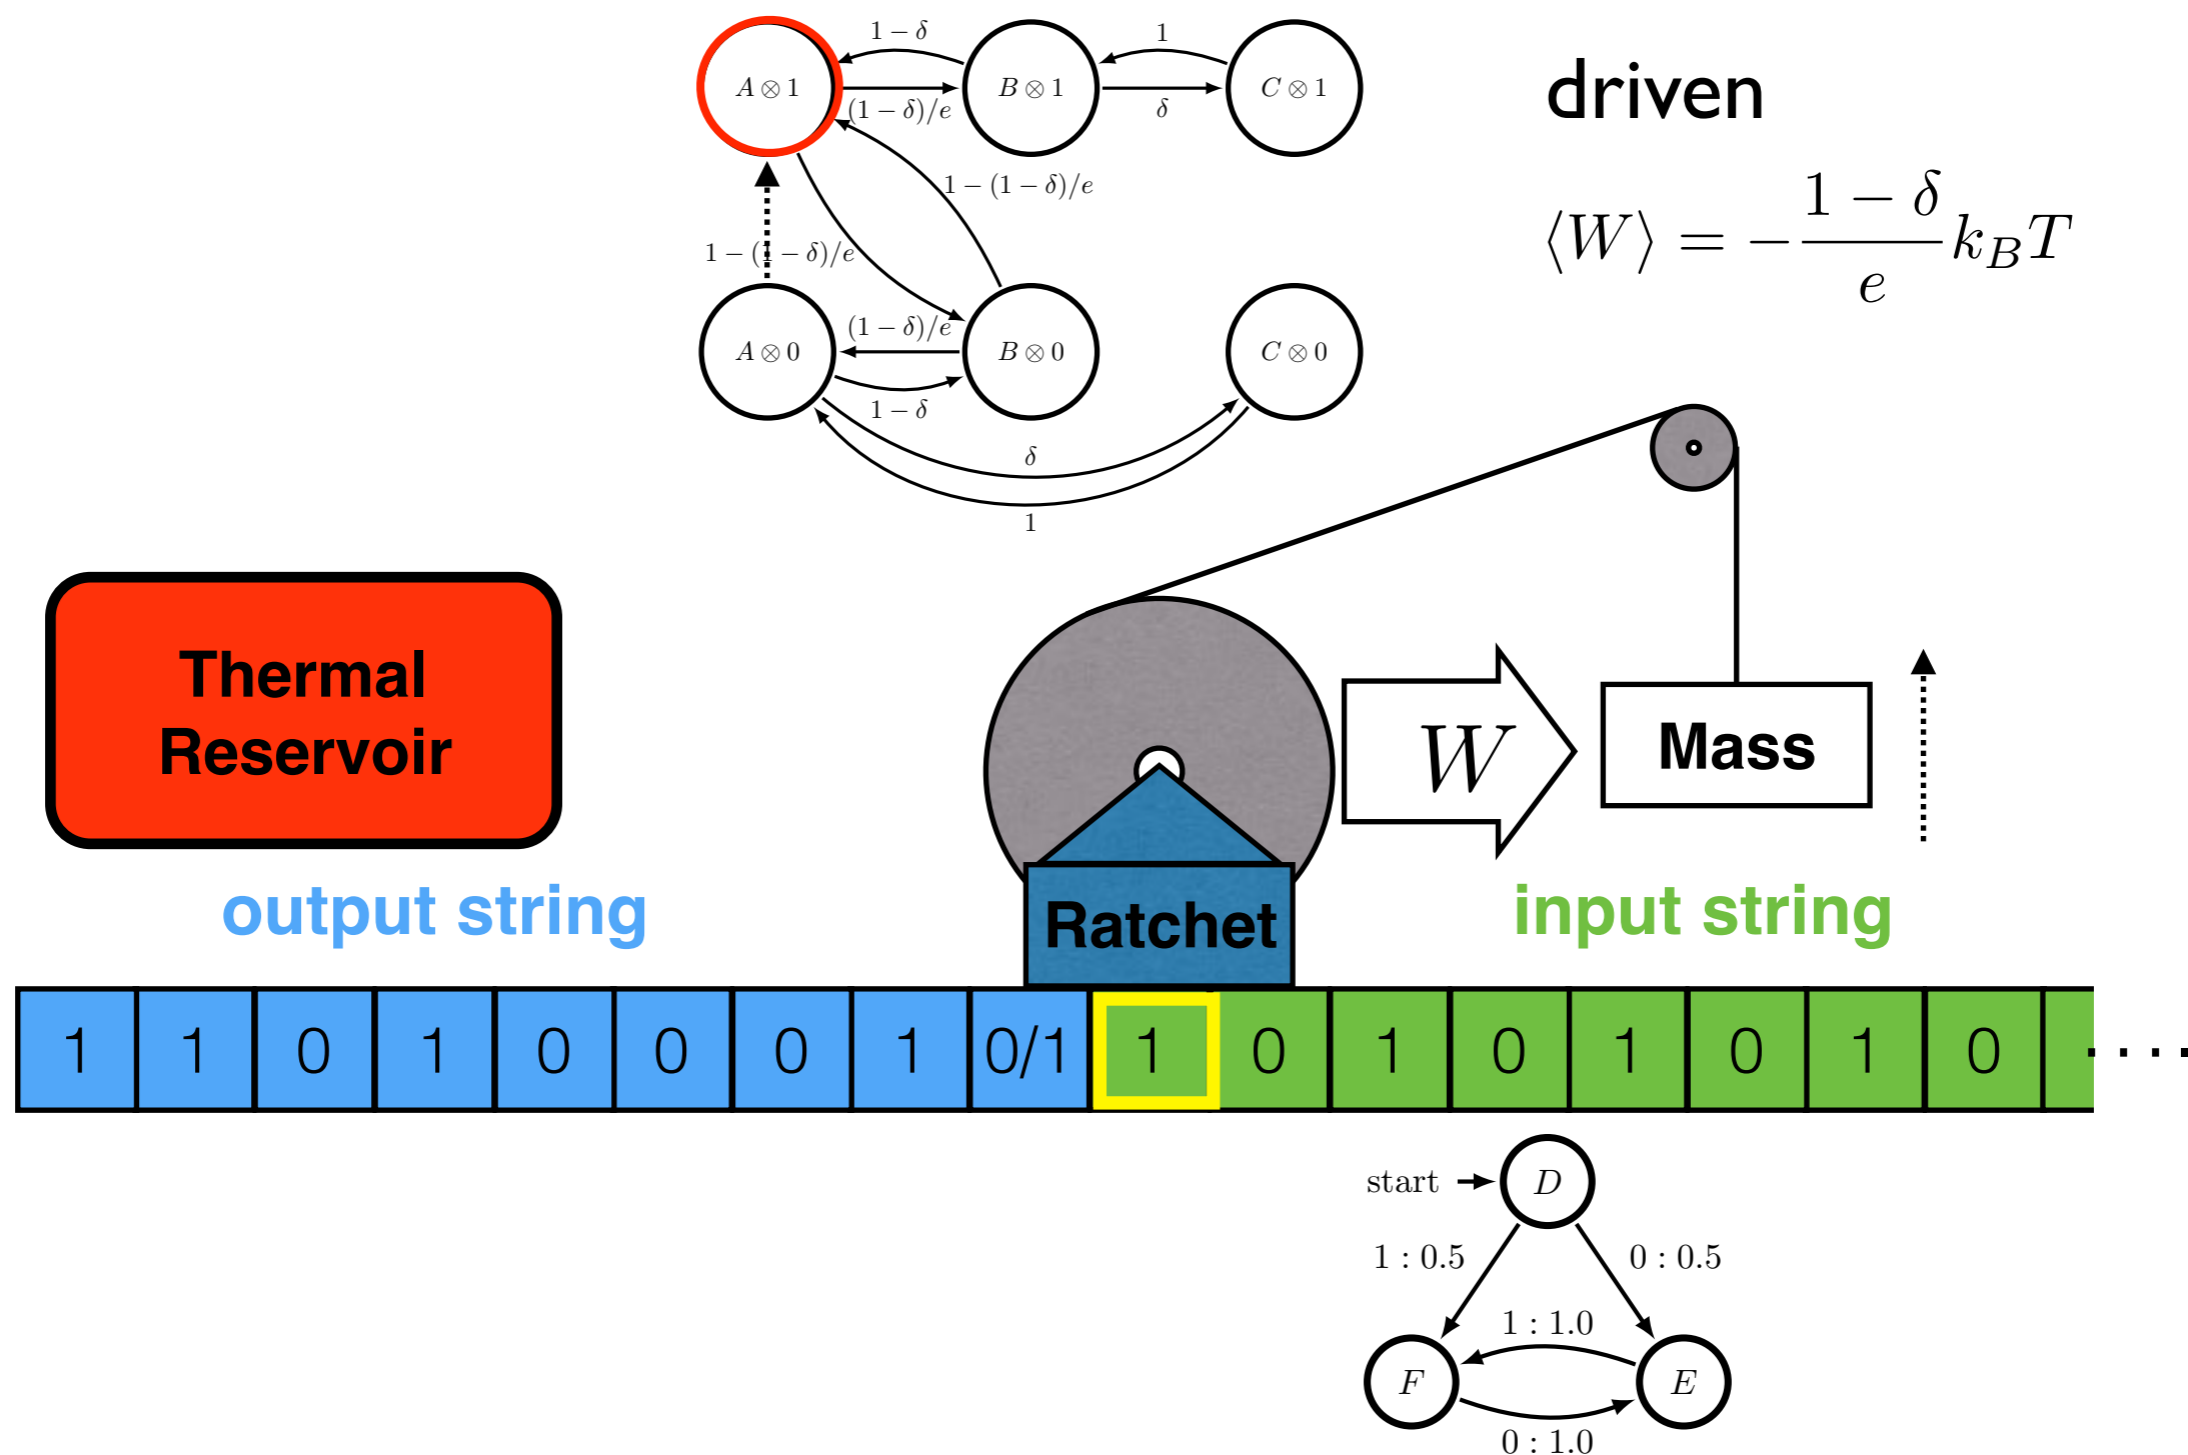 1 − δ
1
A ⊗ 1
B ⊗ 1
C ⊗ 1
driven
(1 − δ)/e
δ
1 − (1 − δ)/e
⟨W⟩ = − (1 − δ)/e k_B T
1 − (1 − δ)/e
(1 − δ)/e
A ⊗ 0
B ⊗ 0
C ⊗ 0
1 − δ
δ
1
Thermal
Reservoir
W
Mass
output string
Ratchet
input string
1 1 0 1 0 0 0 1 0/1 1 0 1 0 1 0 1 0 ....
start
D
1 : 0.5
0 : 0.5
1 : 1.0
F
E
0 : 1.0